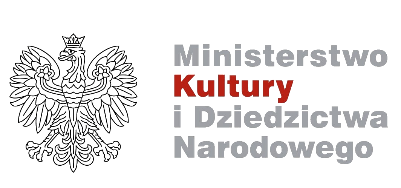 Ministerstwo
Kultury
i Dziedzictwa
Narodowego